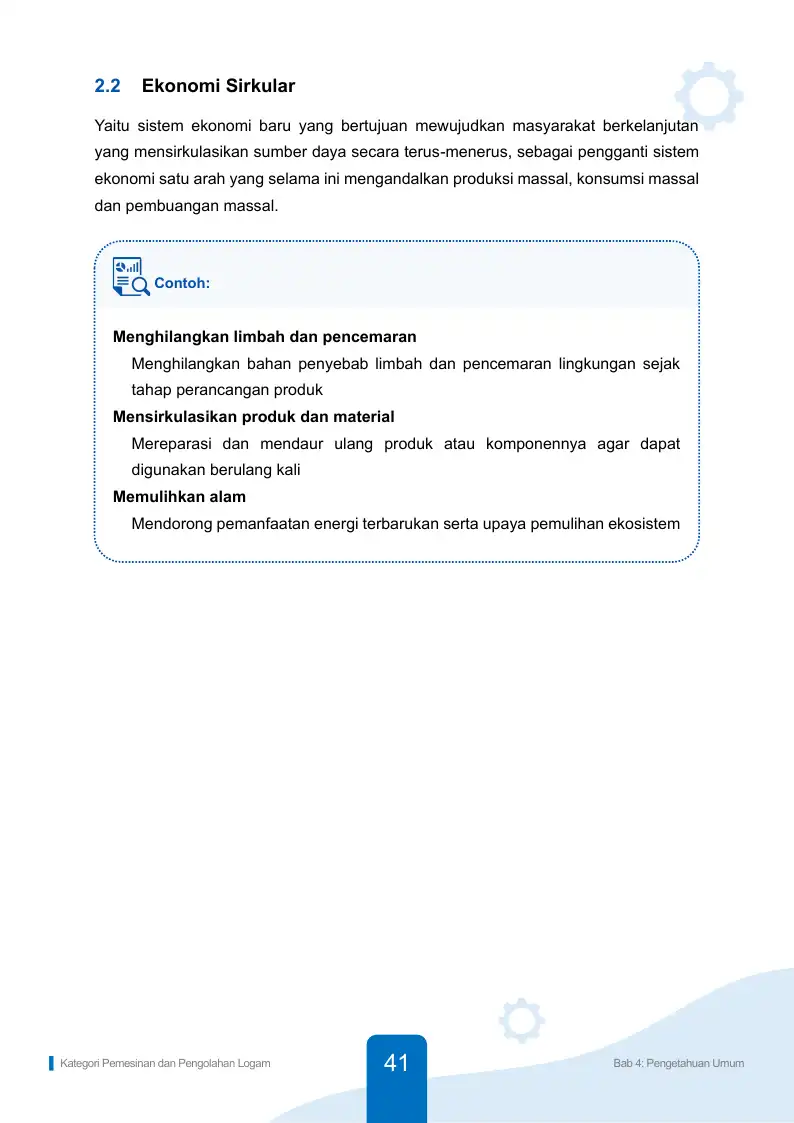 2.2 Ekonomi Sirkular
Yaitu sistem ekonomi baru yang bertujuan mewujudkan masyarakat berkelanjutan
yang mensirkulasikan sumber daya secara terus-menerus, sebagai pengganti sistem
ekonomi satu arah yang selama ini mengandalkan produksi massal, konsumsi massal
dan pembuangan massal.
Contoh:
Menghilangkan limbah dan pencemaran
Menghilangkan bahan penyebab limbah dan pencemaran lingkungan sejak
tahap perancangan produk
Mensirkulasikan produk dan material
Mereparasi dan mendaur ulang produk atau komponennya agar dapat
digunakan berulang kali
Memulihkan alam
Mendorong pemanfaatan energi terbarukan serta upaya pemulihan ekosistem
Kategori Pemesinan dan Pengolahan Logam
41
Bab 4: Pengetahuan Umum